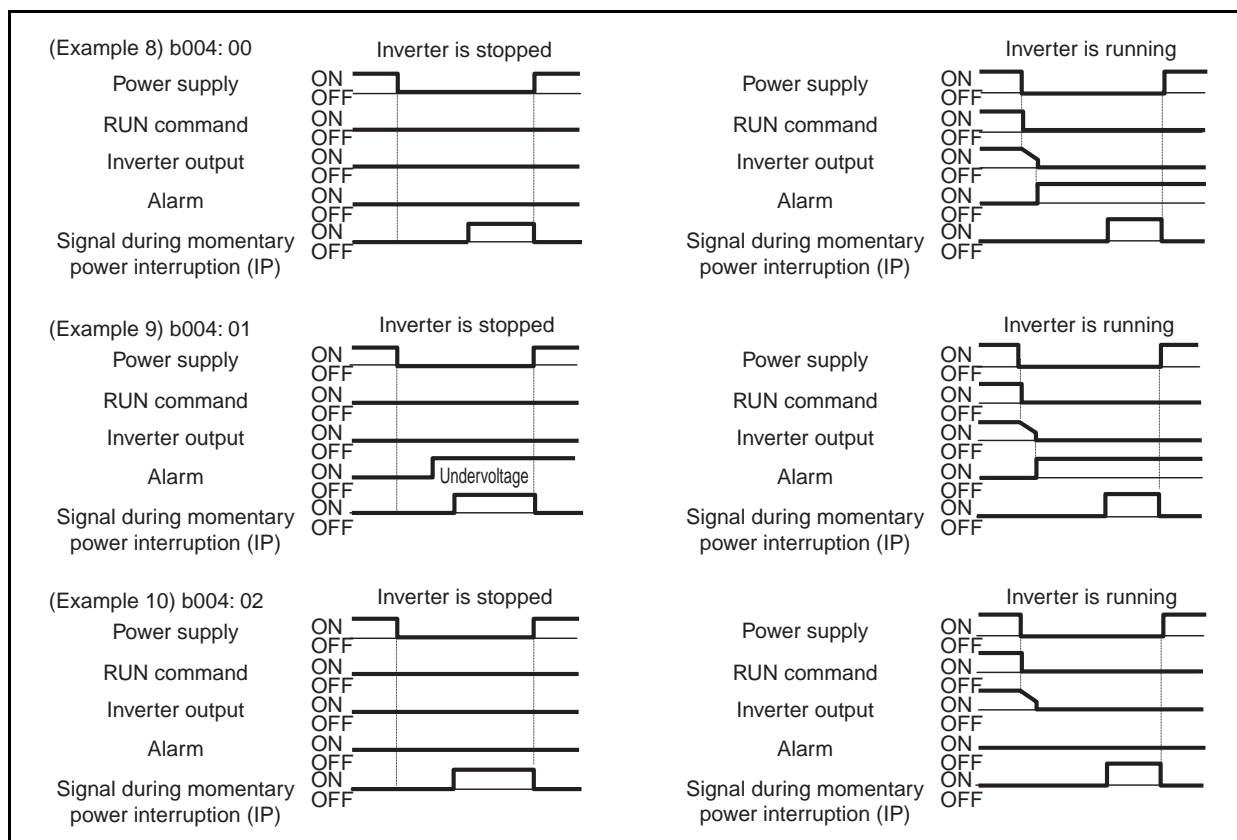 (Example 8) b004: 00
Inverter is stopped
Power supply
ON
OFF
RUN command
ON
OFF
Inverter output
ON
OFF
Alarm
ON
OFF
Signal during momentary
power interruption (IP)
ON
OFF
Inverter is running
Power supply
ON
OFF
RUN command
ON
OFF
Inverter output
ON
OFF
Alarm
ON
OFF
Signal during momentary
power interruption (IP)
ON
OFF
(Example 9) b004: 01
Inverter is stopped
Power supply
ON
OFF
RUN command
ON
OFF
Inverter output
ON
OFF
Alarm
ON
OFF
Undervoltage
Signal during momentary
power interruption (IP)
ON
OFF
Inverter is running
Power supply
ON
OFF
RUN command
ON
OFF
Inverter output
ON
OFF
Alarm
ON
OFF
Signal during momentary
power interruption (IP)
ON
OFF
(Example 10) b004: 02
Inverter is stopped
Power supply
ON
OFF
RUN command
ON
OFF
Inverter output
ON
OFF
Alarm
ON
OFF
Signal during momentary
power interruption (IP)
ON
OFF
Inverter is running
Power supply
ON
OFF
RUN command
ON
OFF
Inverter output
ON
OFF
Alarm
ON
OFF
Signal during momentary
power interruption (IP)
ON
OFF